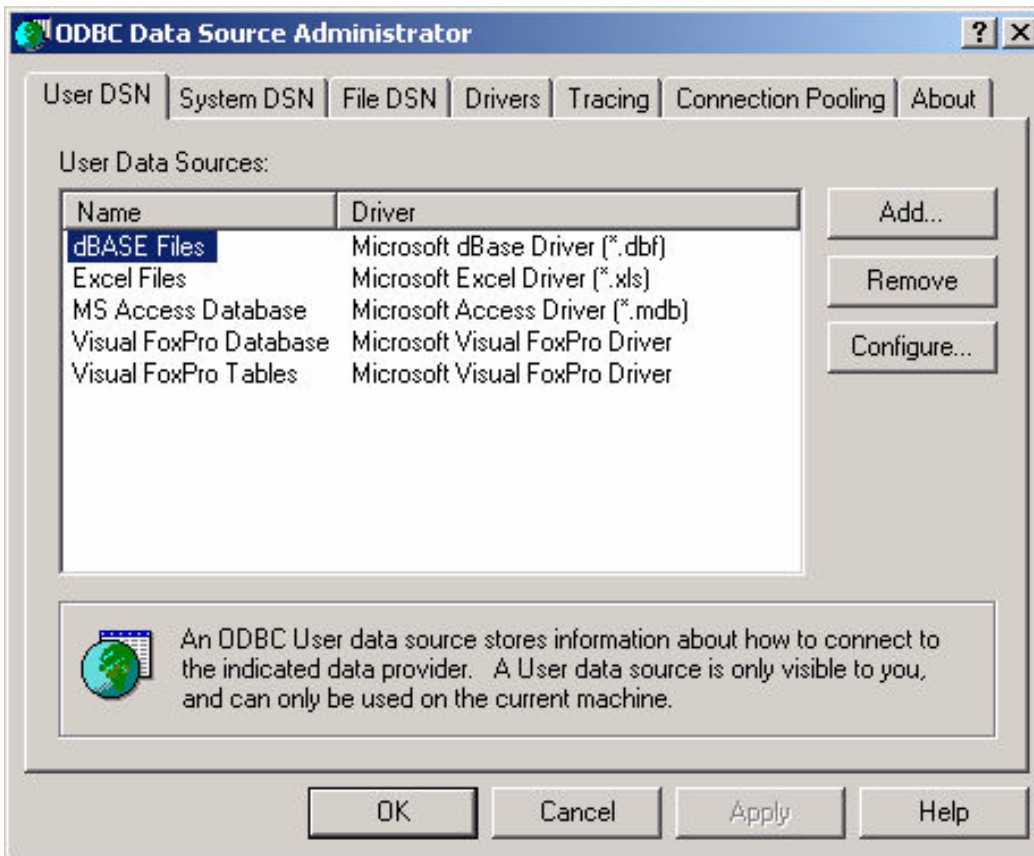 ODBC Data Source Administrator
User DSN System DSN File DSN Drivers Tracing Connection Pooling About
User Data Sources:
Name Driver
dBASE Files Microsoft dBase Driver (*.dbf)
Excel Files Microsoft Excel Driver (*.xls)
MS Access Database Microsoft Access Driver (*.mdb)
Visual FoxPro Database Microsoft Visual FoxPro Driver
Visual FoxPro Tables Microsoft Visual FoxPro Driver
Add...
Remove
Configure...
An ODBC User data source stores information about how to connect to
the indicated data provider. A User data source is only visible to you,
and can only be used on the current machine.
OK Cancel Apply Help